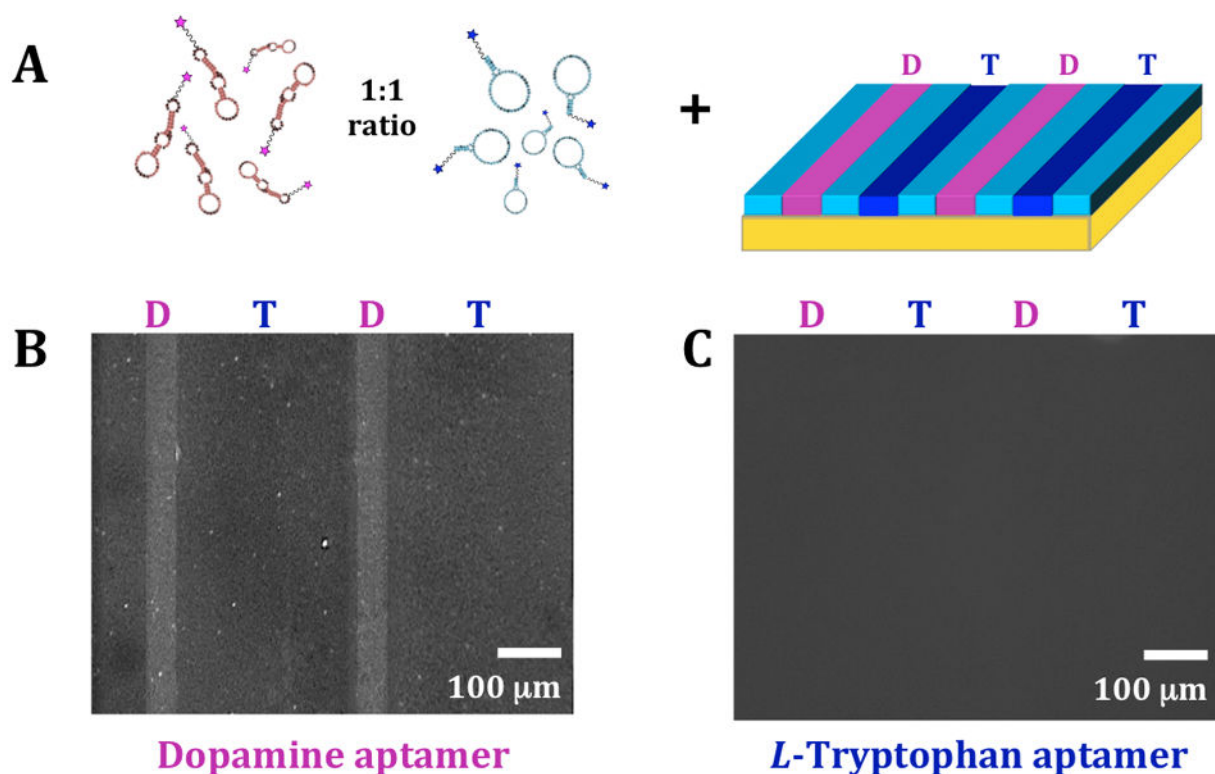 A
1:1
ratio
+
D T D T
B
D T D T
100 μm
Dopamine aptamer
C
D T D T
100 μm
L-Tryptophan aptamer